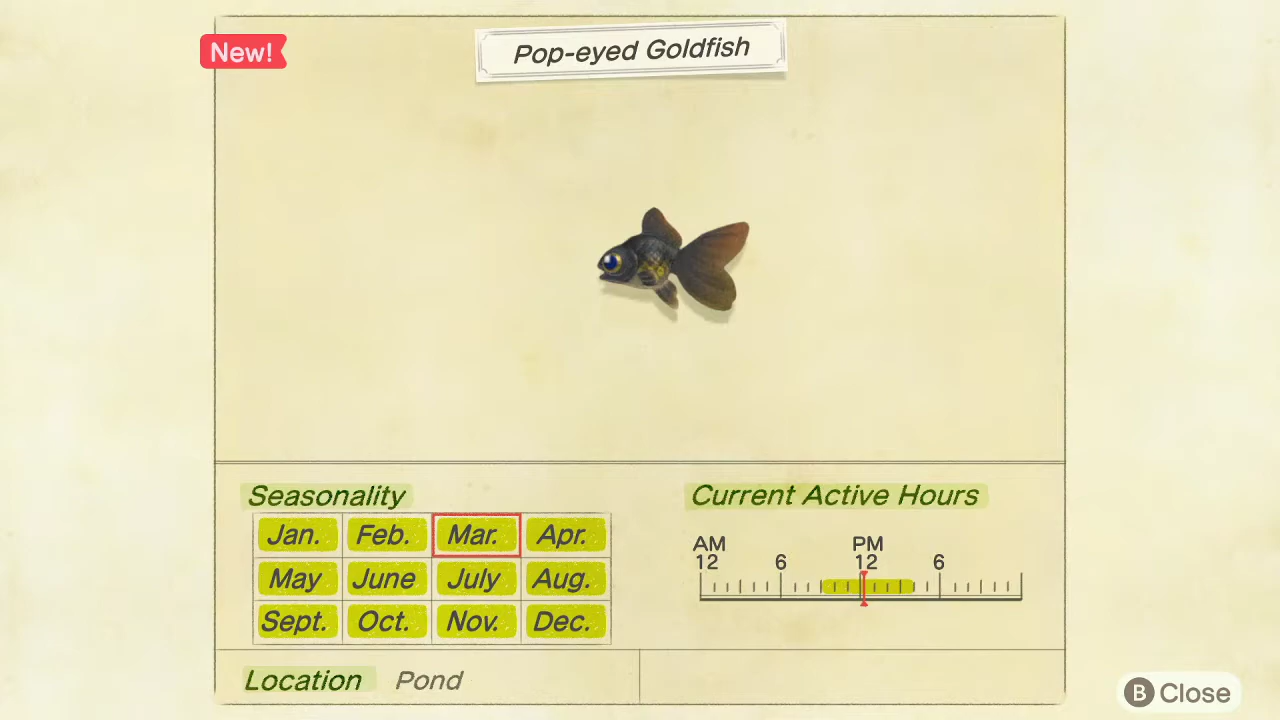 New!
Pop-eyed Goldfish
Seasonality
Jan. Feb. Mar. Apr.
May June July Aug.
Sept. Oct. Nov. Dec.
Current Active Hours
AM PM
12 6 12 6
Location Pond
B Close